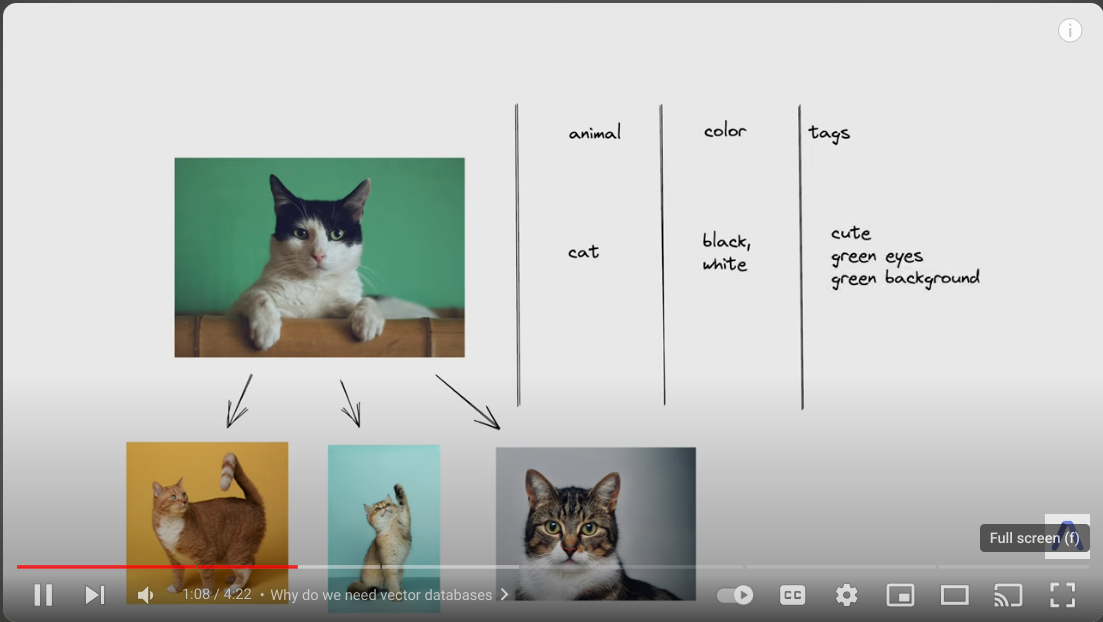 animal
color
tags
cat
black,
white
cute
green eyes
green background
Full screen (f)
1:08 / 4:22 • Why do we need vector databases
CC